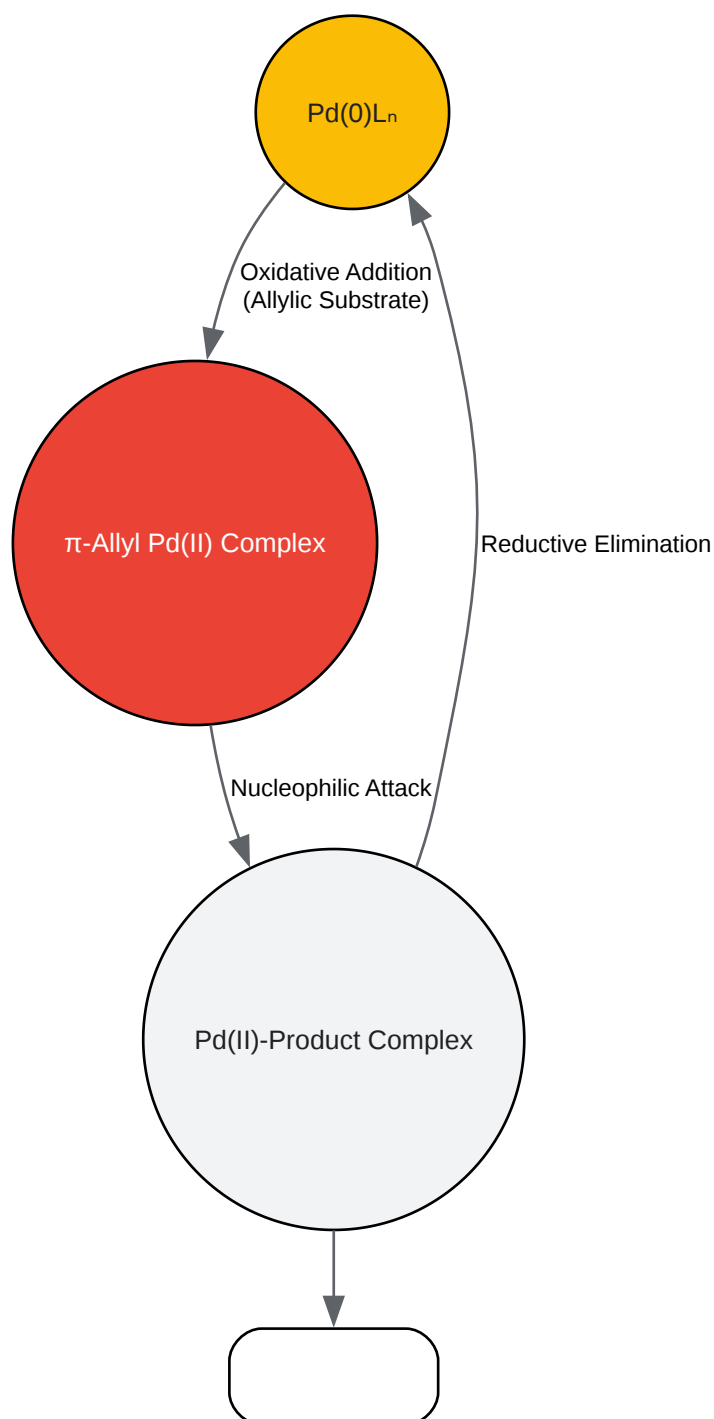 Pd(0)Lₙ
Oxidative Addition
(Allylic Substrate)
π-Allyl Pd(II) Complex
Reductive Elimination
Nucleophilic Attack
Pd(II)-Product Complex